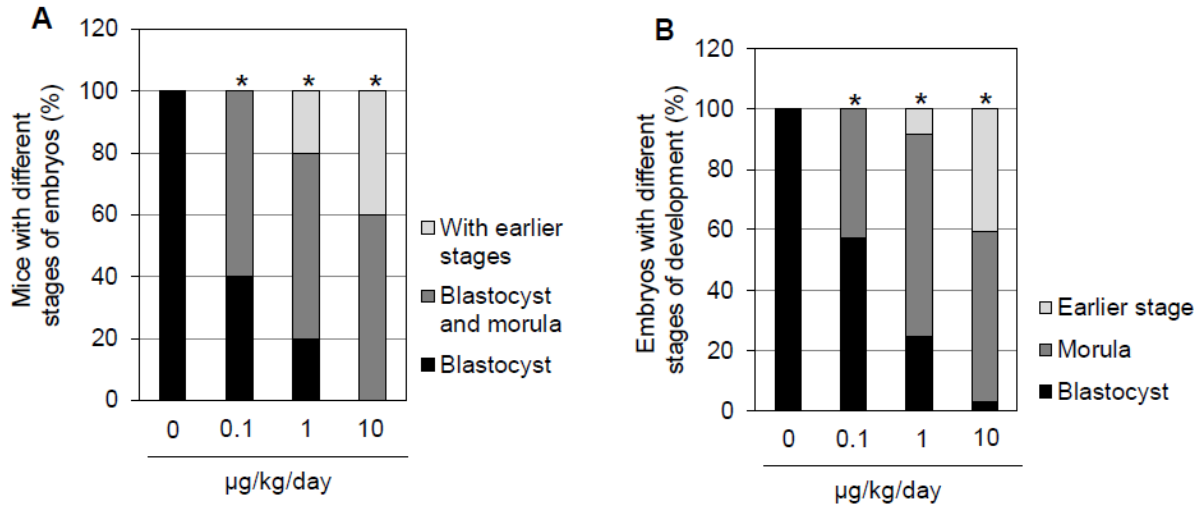 A
Mice with different
stages of embryos (%)
120
100
80
60
40
20
0
* * *
0 0.1 1 10
µg/kg/day
With earlier
stages
Blastocyst
and morula
Blastocyst
B
Embryos with different
stages of development (%)
120
100
80
60
40
20
0
* * *
0 0.1 1 10
µg/kg/day
Earlier stage
Morula
Blastocyst